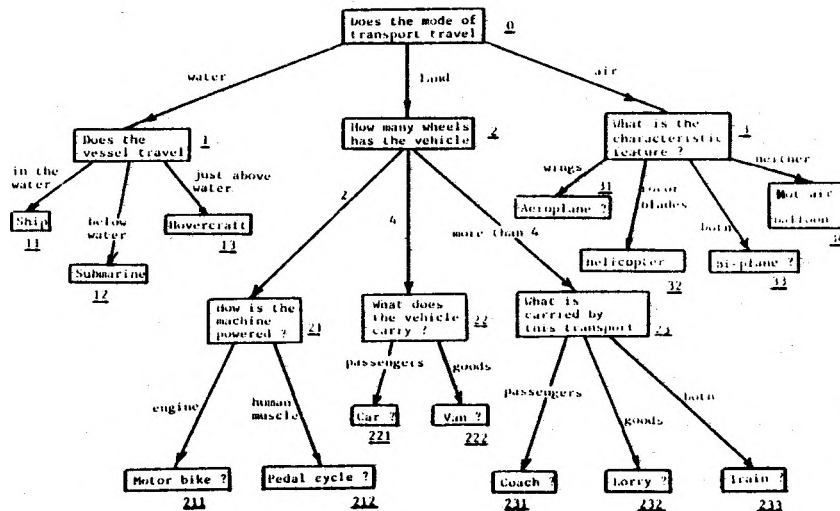 Does the mode of
transport travel
0
water
land
air
Does the
vessel travel
1
How many wheels
has the vehicle
2
What is the
characteristic
feature ?
3
in the
water
below
water
just above
water
wings
rotor
blades
both
neither
Ship
11
Submarine
12
Hovercraft
13
Aeroplane ?
31
Helicopter
32
Bi-plane ?
33
Hot air
balloon
2
4
more than 4
How is the
machine
powered ?
21
What does
the vehicle
carry ?
22
What is
carried by
this transport
23
engine
human
muscle
passengers
goods
passengers
goods
both
Car ?
221
Van ?
222
Motor bike ?
211
Pedal cycle ?
212
Coach ?
231
Lorry ?
232
Train ?
233